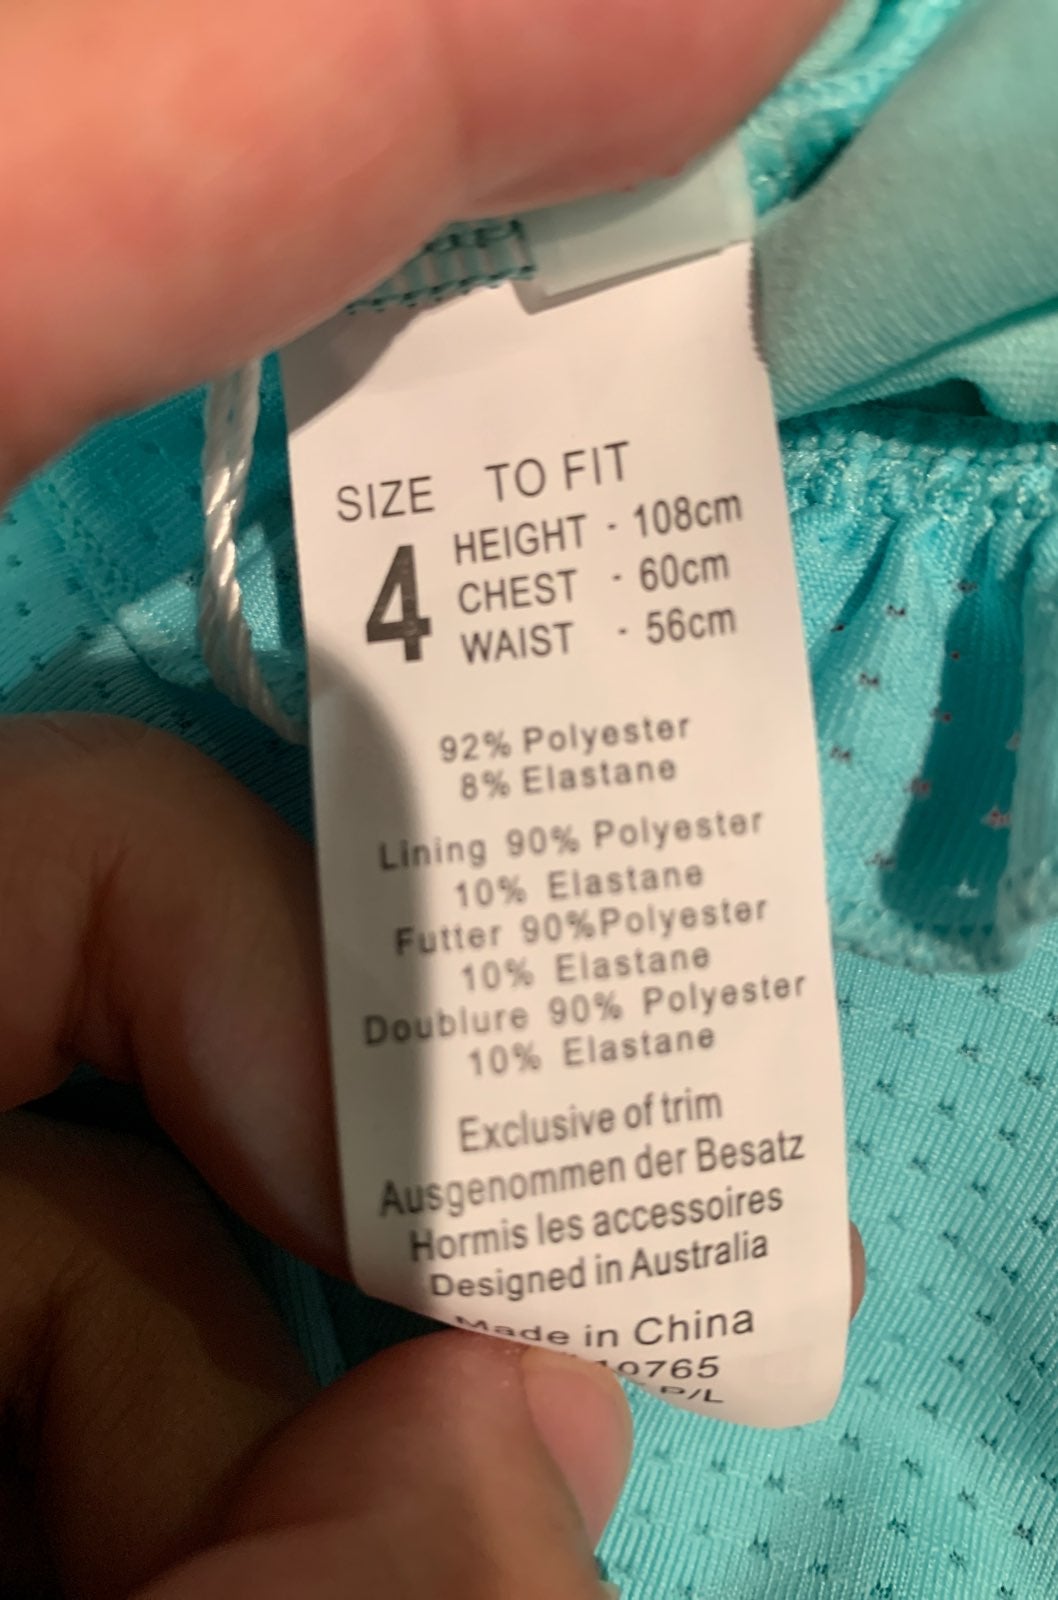 SIZE TO FIT
4 HEIGHT - 108cm
CHEST - 60cm
WAIST - 56cm
92% Polyester
8% Elastane
Lining 90% Polyester
10% Elastane
Futter 90%Polyester
10% Elastane
Doublure 90% Polyester
10% Elastane
Exclusive of trim
Ausgenommen der Besatz
Hormis les accessoires
Designed in Australia
Made in China
P/L